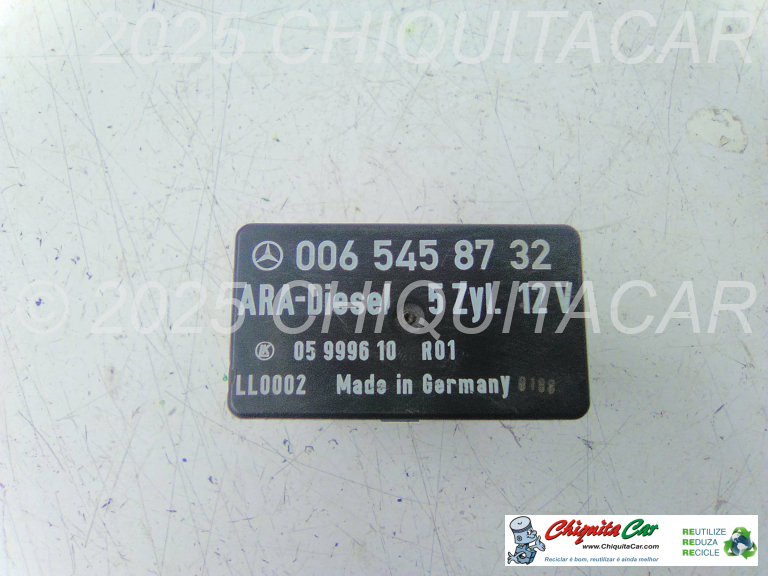 © 2025 CHIQUITACAR
006 545 87 32
ARA-Diesel 5 Zyl. 12 V
© 2025 CHIQUITACAR
05 9996 10 R01
LL0002 Made in Germany
Chiquita Car
www.ChiquitaCar.com
Reciclar é bom, reutilizar é ainda melhor
REUTILIZE
REDUZA
RECICLE